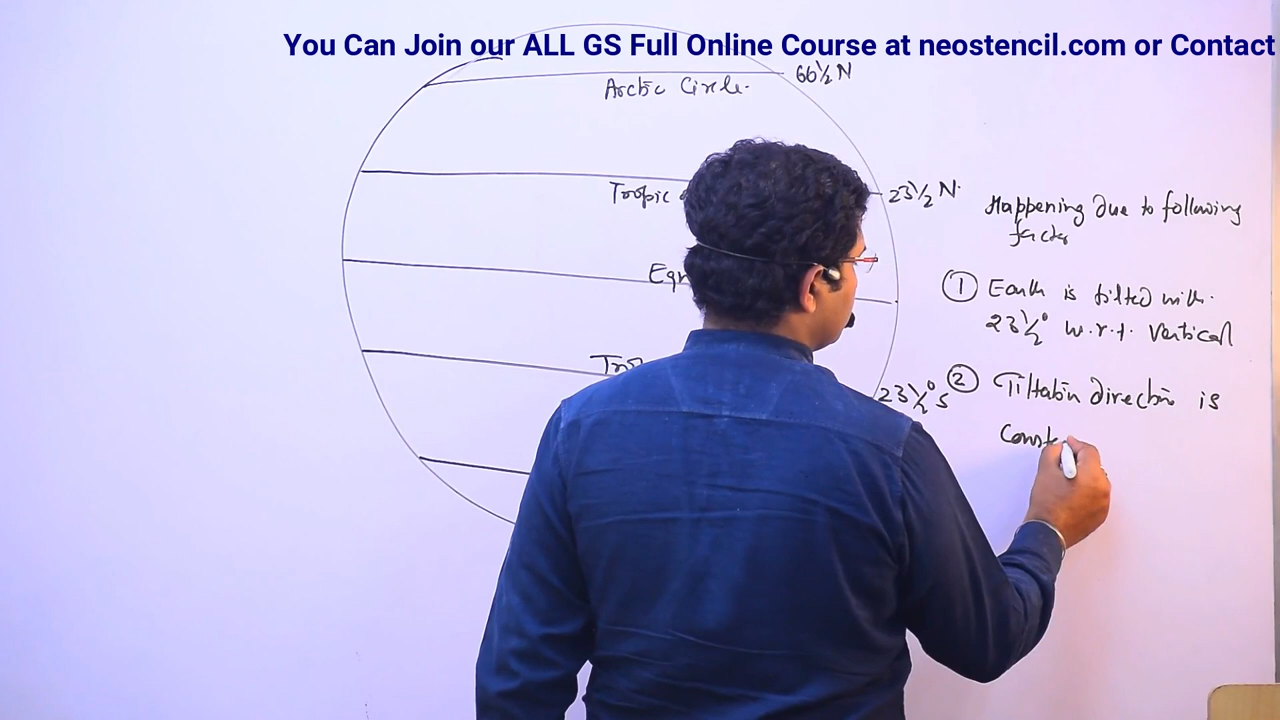 You Can Join our ALL GS Full Online Course at neostencil.com or Contact
66½ N
Arctic Circle.
Tropic
23½ N.
Happening due to following
factor
Equ
① Earth is tilted with.
23½° w.r.t. vertical
Tro
23½° S
② Tiltation direction is
Const